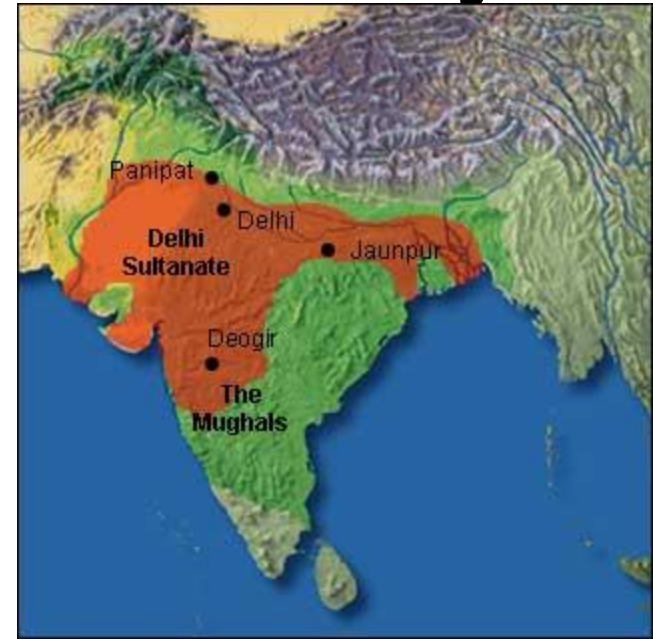 Panipat
Delhi
Delhi
Sultanate
Jaunpur
Deogir
The
Mughals